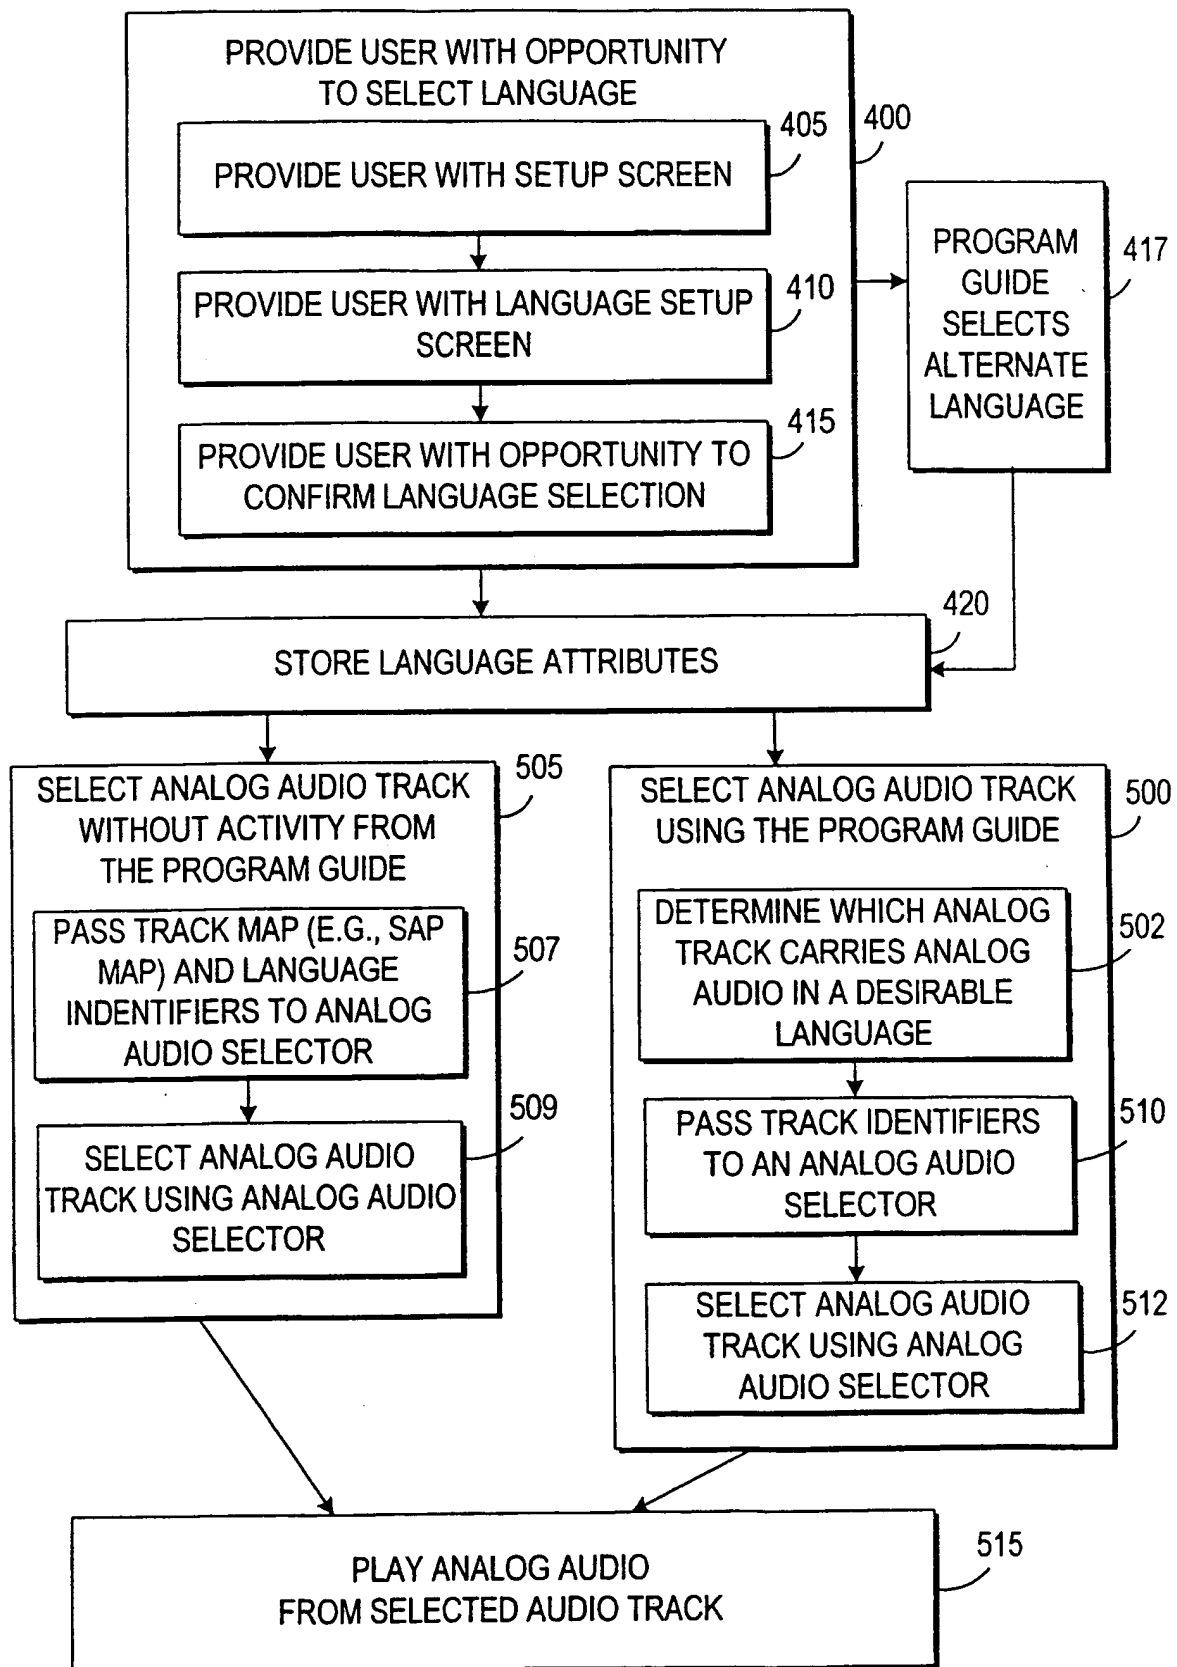 PROVIDE USER WITH OPPORTUNITY
TO SELECT LANGUAGE
400
405
PROVIDE USER WITH SETUP SCREEN
410
PROVIDE USER WITH LANGUAGE SETUP
SCREEN
415
PROVIDE USER WITH OPPORTUNITY TO
CONFIRM LANGUAGE SELECTION
417
PROGRAM
GUIDE
SELECTS
ALTERNATE
LANGUAGE
420
STORE LANGUAGE ATTRIBUTES
505
SELECT ANALOG AUDIO TRACK
WITHOUT ACTIVITY FROM
THE PROGRAM GUIDE
507
PASS TRACK MAP (E.G., SAP
MAP) AND LANGUAGE
INDENTIFIERS TO ANALOG
AUDIO SELECTOR
509
SELECT ANALOG AUDIO
TRACK USING ANALOG AUDIO
SELECTOR
500
SELECT ANALOG AUDIO TRACK
USING THE PROGRAM GUIDE
502
DETERMINE WHICH ANALOG
TRACK CARRIES ANALOG
AUDIO IN A DESIRABLE
LANGUAGE
510
PASS TRACK IDENTIFIERS
TO AN ANALOG AUDIO
SELECTOR
512
SELECT ANALOG AUDIO
TRACK USING ANALOG
AUDIO SELECTOR
515
PLAY ANALOG AUDIO
FROM SELECTED AUDIO TRACK